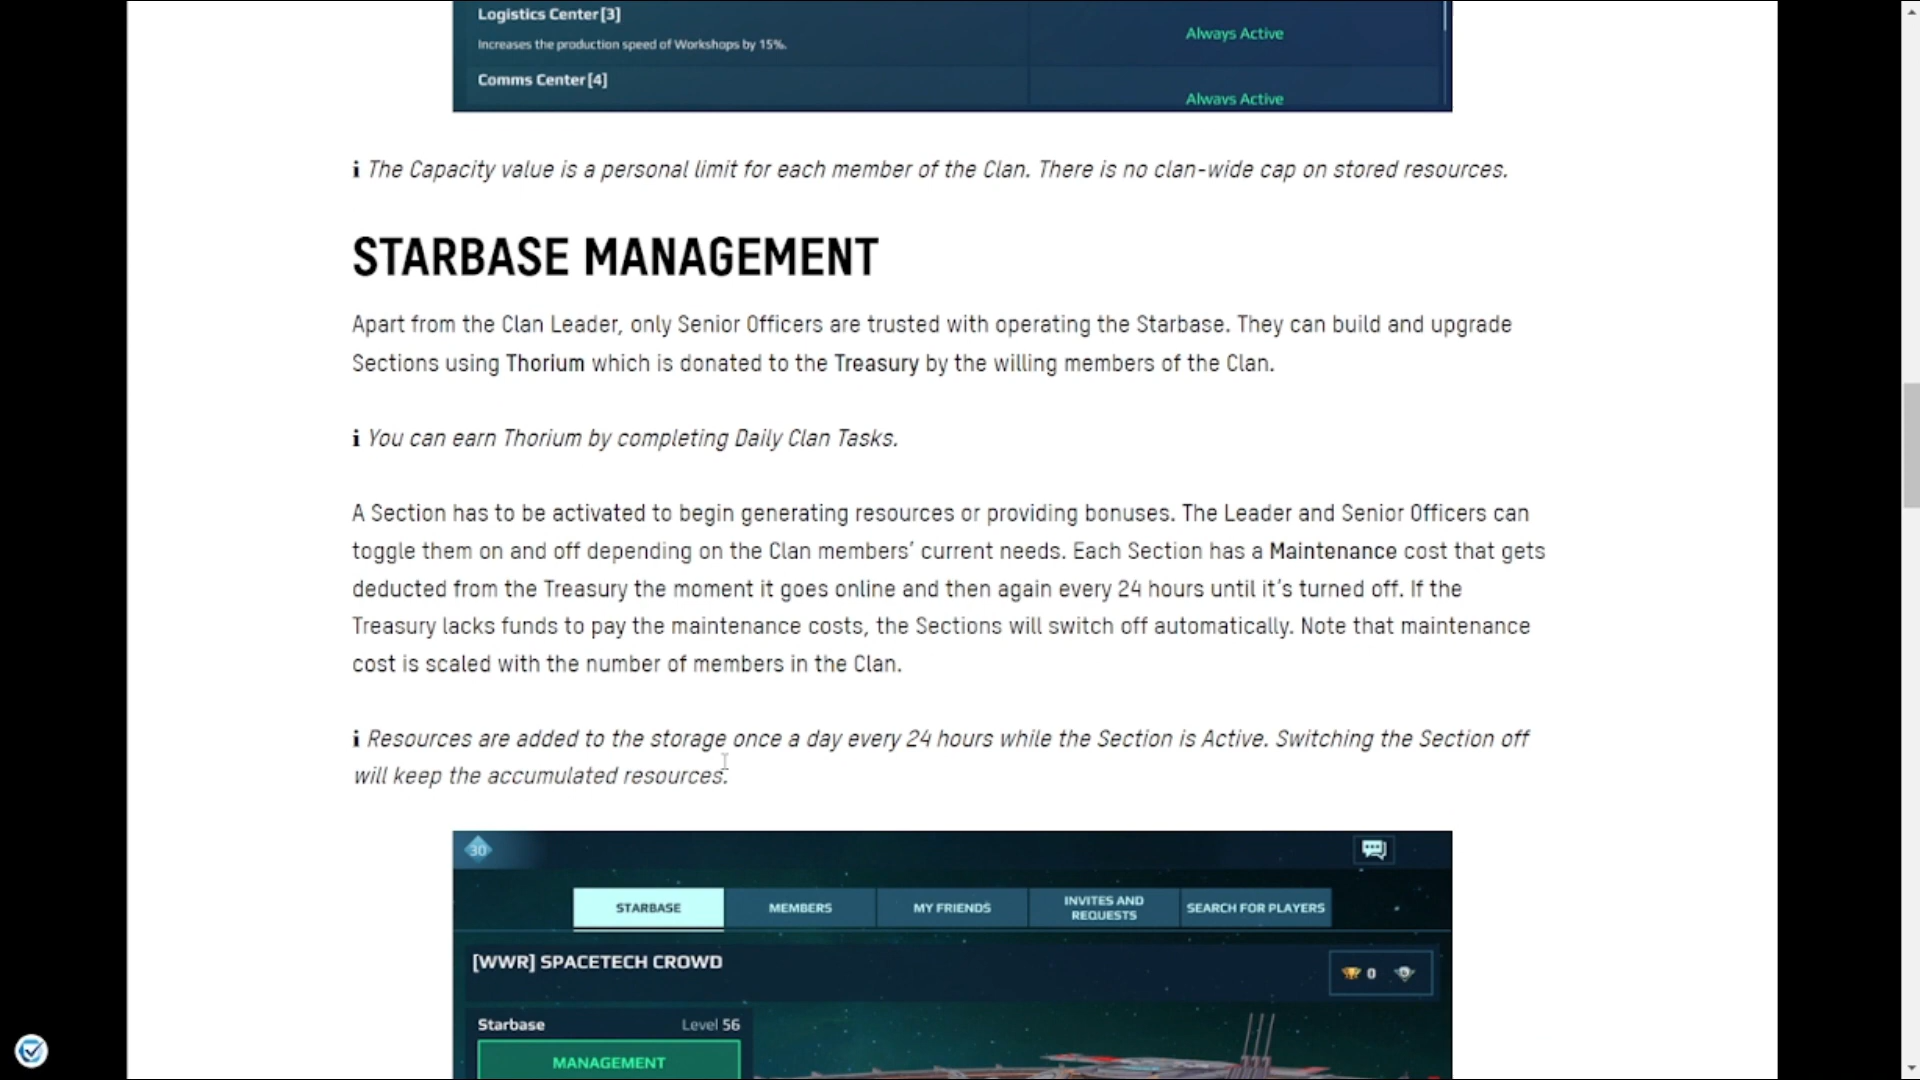 Logistics Center[3]
Increases the production speed of Workshops by 15%.
Always Active
Comms Center[4]
Always Active
i The Capacity value is a personal limit for each member of the Clan. There is no clan-wide cap on stored resources.
STARBASE MANAGEMENT
Apart from the Clan Leader, only Senior Officers are trusted with operating the Starbase. They can build and upgrade
Sections using Thorium which is donated to the Treasury by the willing members of the Clan.
i You can earn Thorium by completing Daily Clan Tasks.
A Section has to be activated to begin generating resources or providing bonuses. The Leader and Senior Officers can
toggle them on and off depending on the Clan members’ current needs. Each Section has a Maintenance cost that gets
deducted from the Treasury the moment it goes online and then again every 24 hours until it’s turned off. If the
Treasury lacks funds to pay the maintenance costs, the Sections will switch off automatically. Note that maintenance
cost is scaled with the number of members in the Clan.
i Resources are added to the storage once a day every 24 hours while the Section is Active. Switching the Section off
will keep the accumulated resources.
30
STARBASE
MEMBERS
MY FRIENDS
INVITES AND
REQUESTS
SEARCH FOR PLAYERS
[WWR] SPACETECH CROWD
0
Starbase Level 56
MANAGEMENT